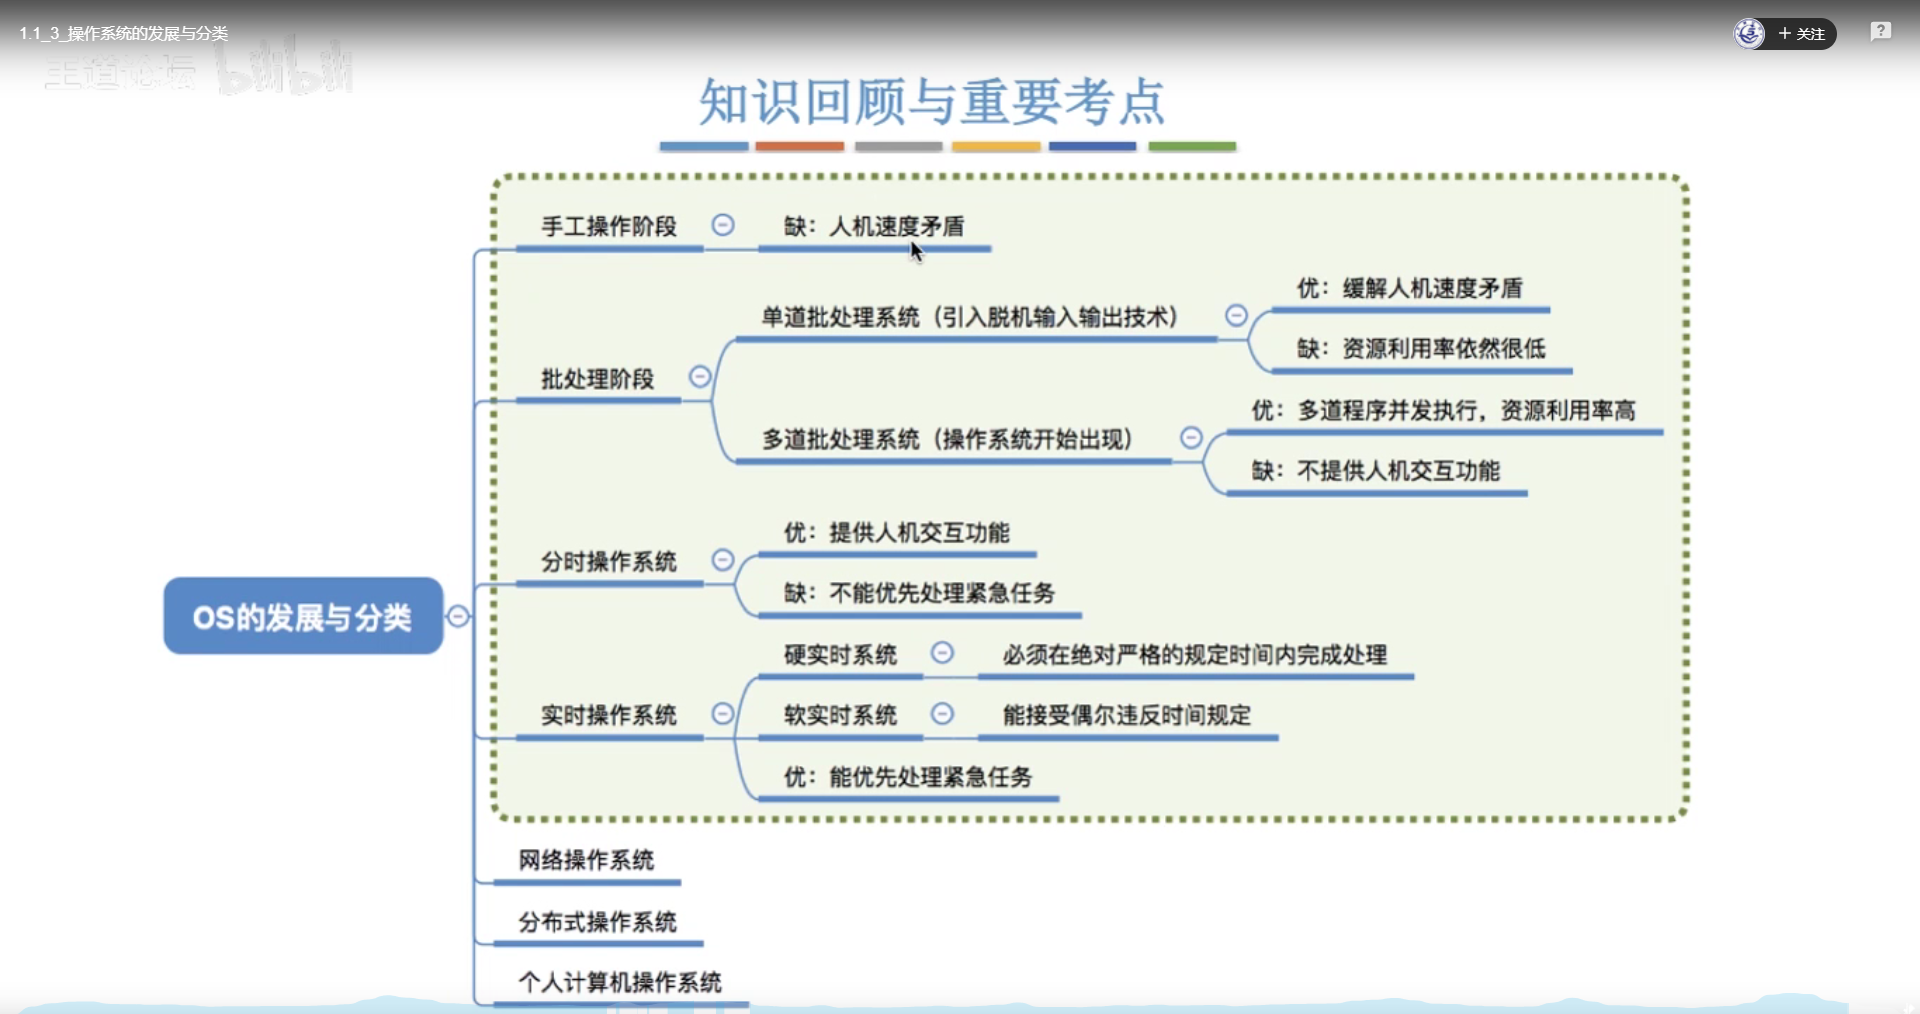 1.1_3_操作系统的发展与分类
+ 关注
?
王道论坛 bilibili
知识回顾与重要考点
手工操作阶段
缺：人机速度矛盾
批处理阶段
单道批处理系统（引入脱机输入输出技术）
优：缓解人机速度矛盾
缺：资源利用率依然很低
多道批处理系统（操作系统开始出现）
优：多道程序并发执行，资源利用率高
缺：不提供人机交互功能
OS的发展与分类
分时操作系统
优：提供人机交互功能
缺：不能优先处理紧急任务
实时操作系统
硬实时系统
必须在绝对严格的规定时间内完成处理
软实时系统
能接受偶尔违反时间规定
优：能优先处理紧急任务
网络操作系统
分布式操作系统
个人计算机操作系统